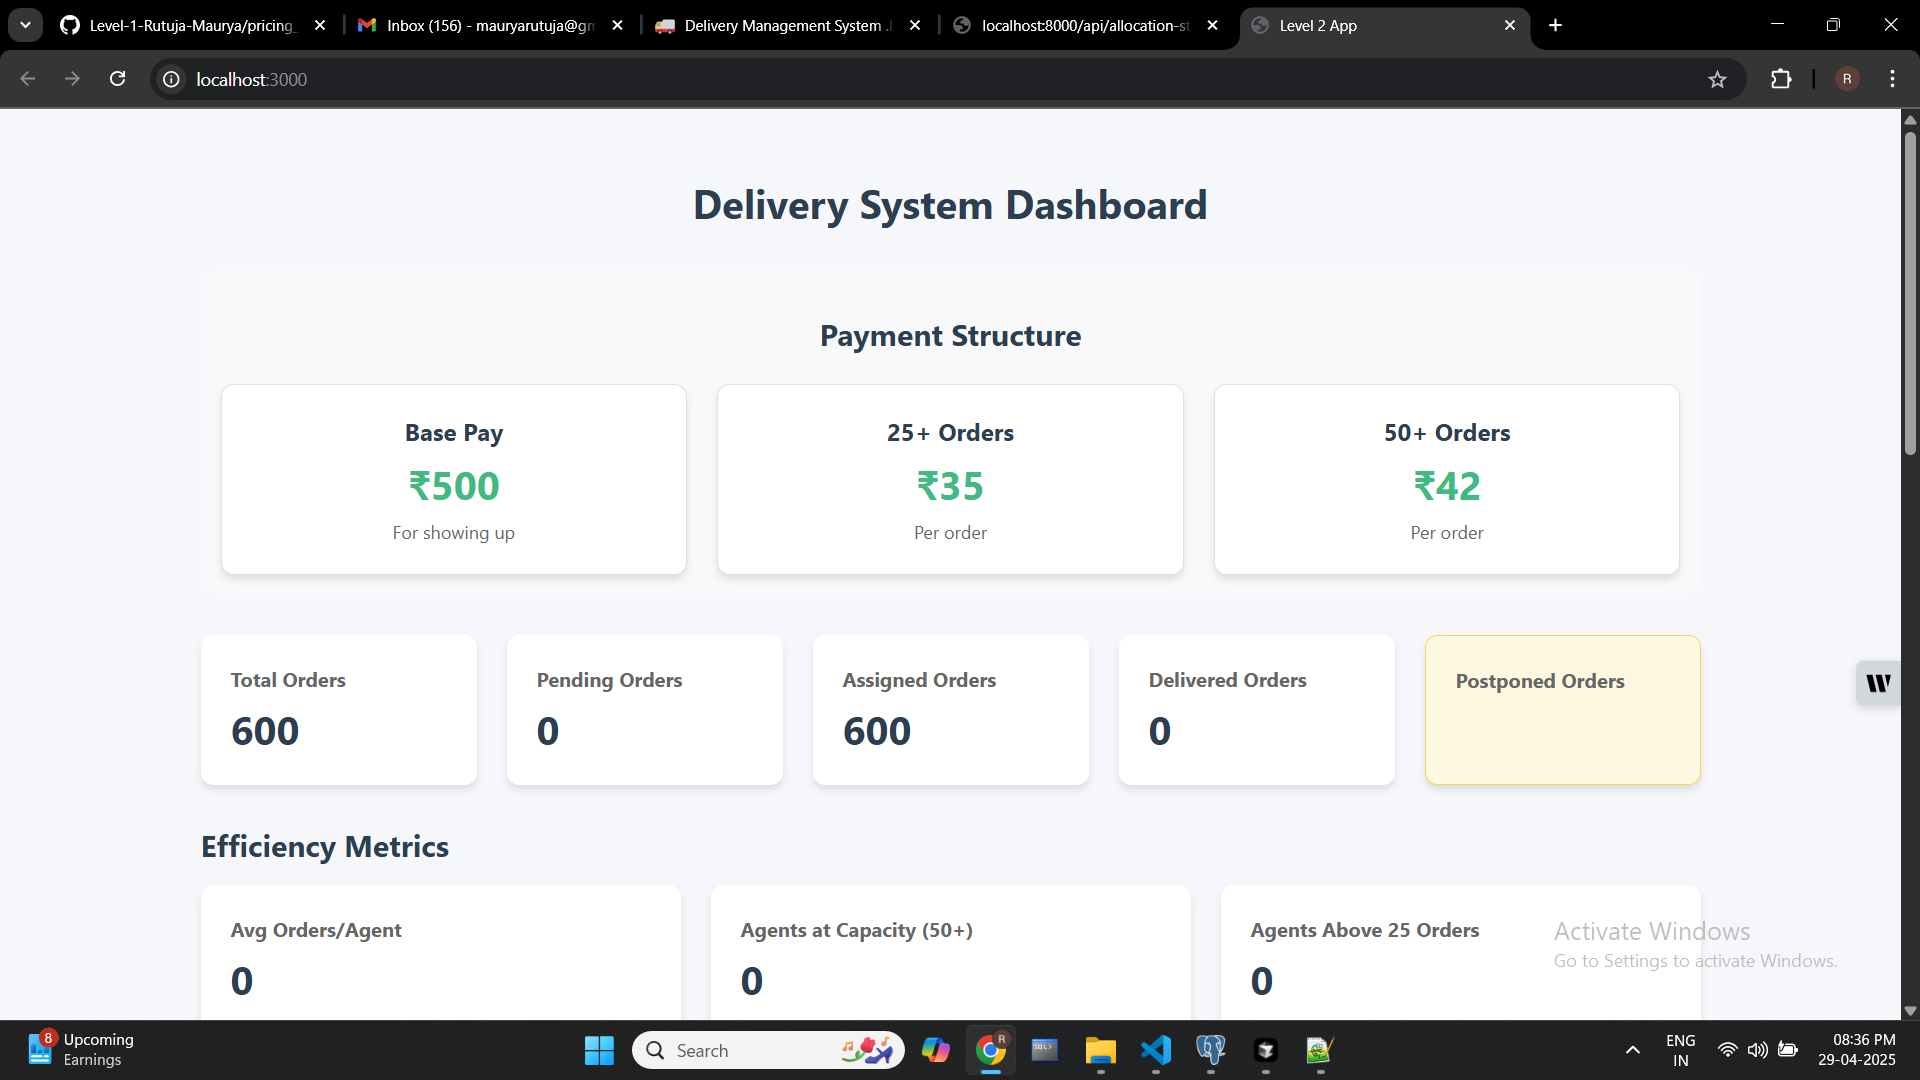 Level-1-Rutuja-Maurya/pricing_
Inbox (156) - mauryarutuja@gm
Delivery Management System .
localhost:8000/api/allocation-st
Level 2 App
localhost:3000
R
Delivery System Dashboard
Payment Structure
Base Pay
₹500
For showing up
25+ Orders
₹35
Per order
50+ Orders
₹42
Per order
Total Orders
600
Pending Orders
0
Assigned Orders
600
Delivered Orders
0
Postponed Orders
W
Efficiency Metrics
Avg Orders/Agent
0
Agents at Capacity (50+)
0
Agents Above 25 Orders
0
Activate Windows
Go to Settings to activate Windows.
8
Upcoming
Earnings
Search
R
SQL>
ENG
IN
08:36 PM
29-04-2025